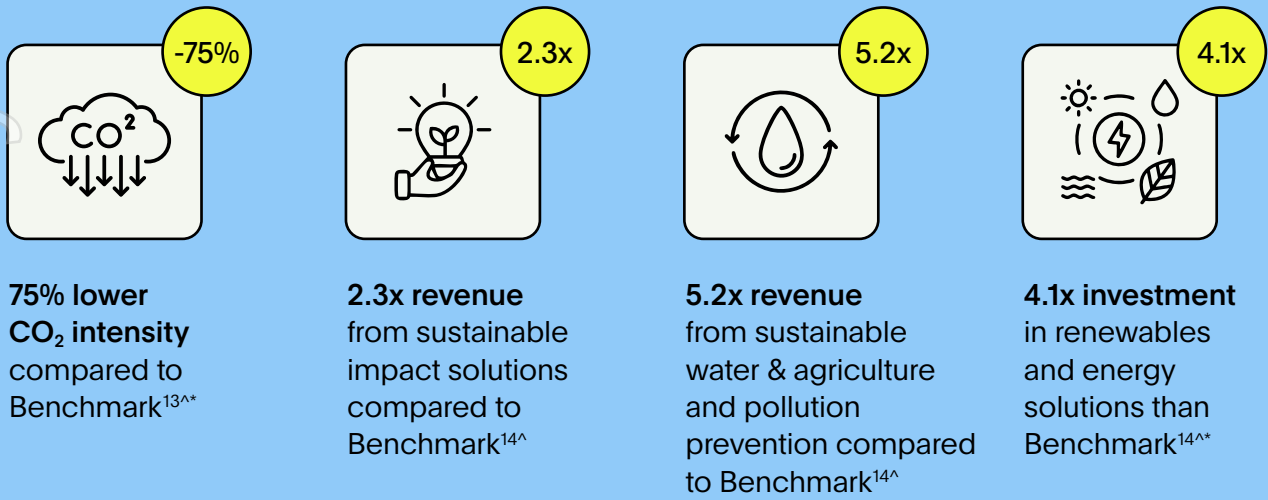 -75%
CO²
75% lower
CO₂ intensity
compared to
Benchmark¹³^*
2.3x
2.3x revenue
from sustainable
impact solutions
compared to
Benchmark¹⁴^
5.2x
5.2x revenue
from sustainable
water & agriculture
and pollution
prevention compared
to Benchmark¹⁴^
4.1x
4.1x investment
in renewables
and energy
solutions than
Benchmark¹⁴^*